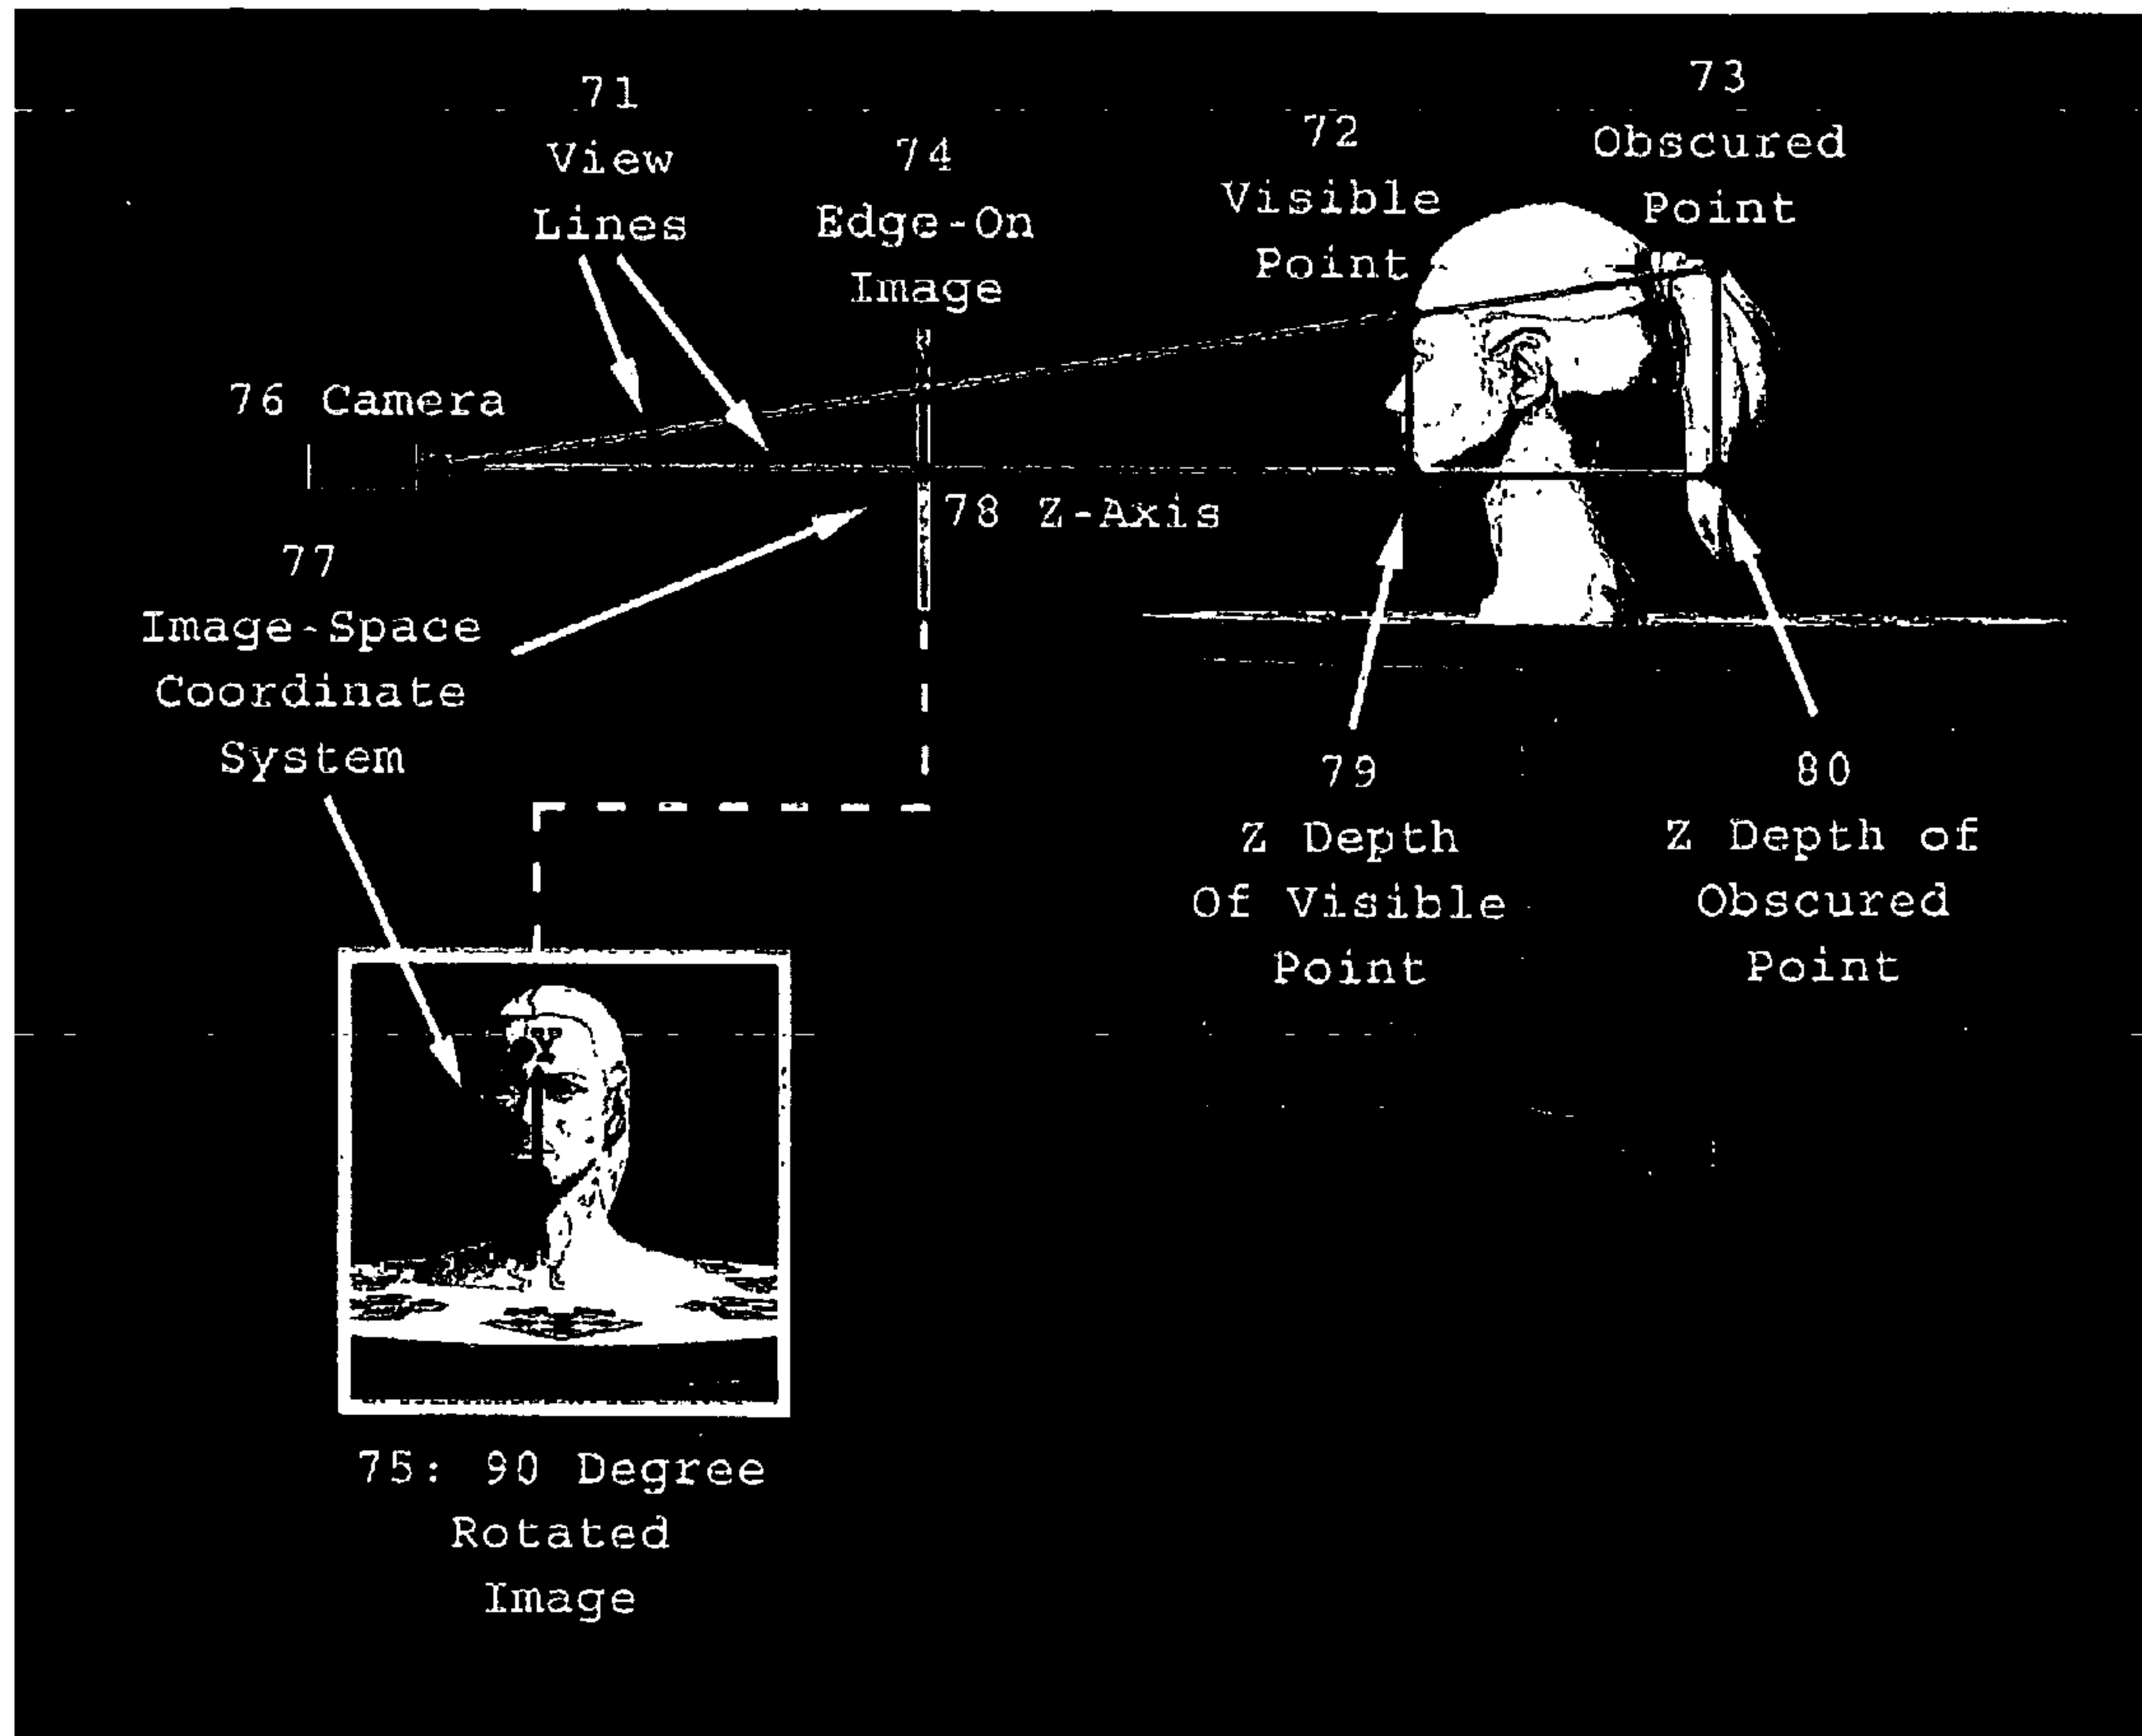 71
View
Lines
74
Edge-On
Image
72
Visible
Point
73
Obscured
Point
76 Camera
78 Z-Axis
77
Image-Space
Coordinate
System
79
Z Depth
Of Visible
Point
80
Z Depth of
Obscured
Point
75: 90 Degree
Rotated
Image